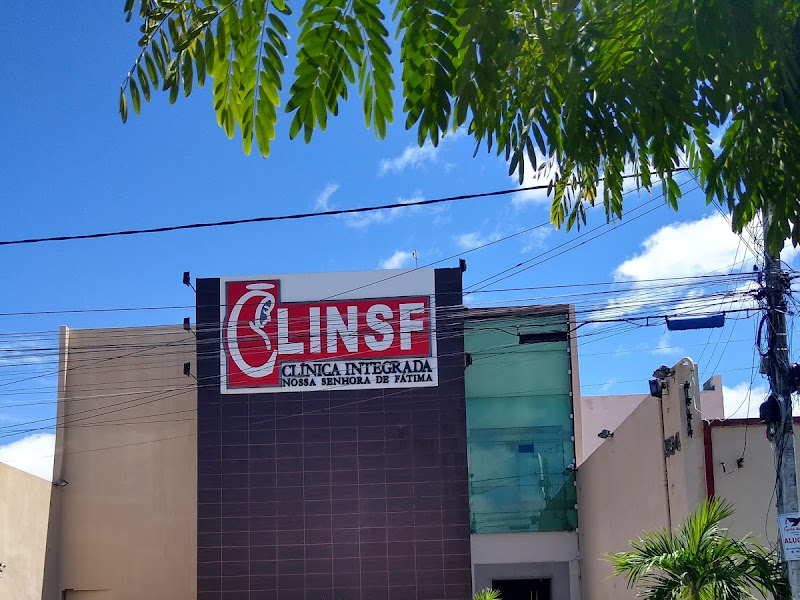 CLINSF
CLÍNICA INTEGRADA
NOSSA SENHORA DE FÁTIMA